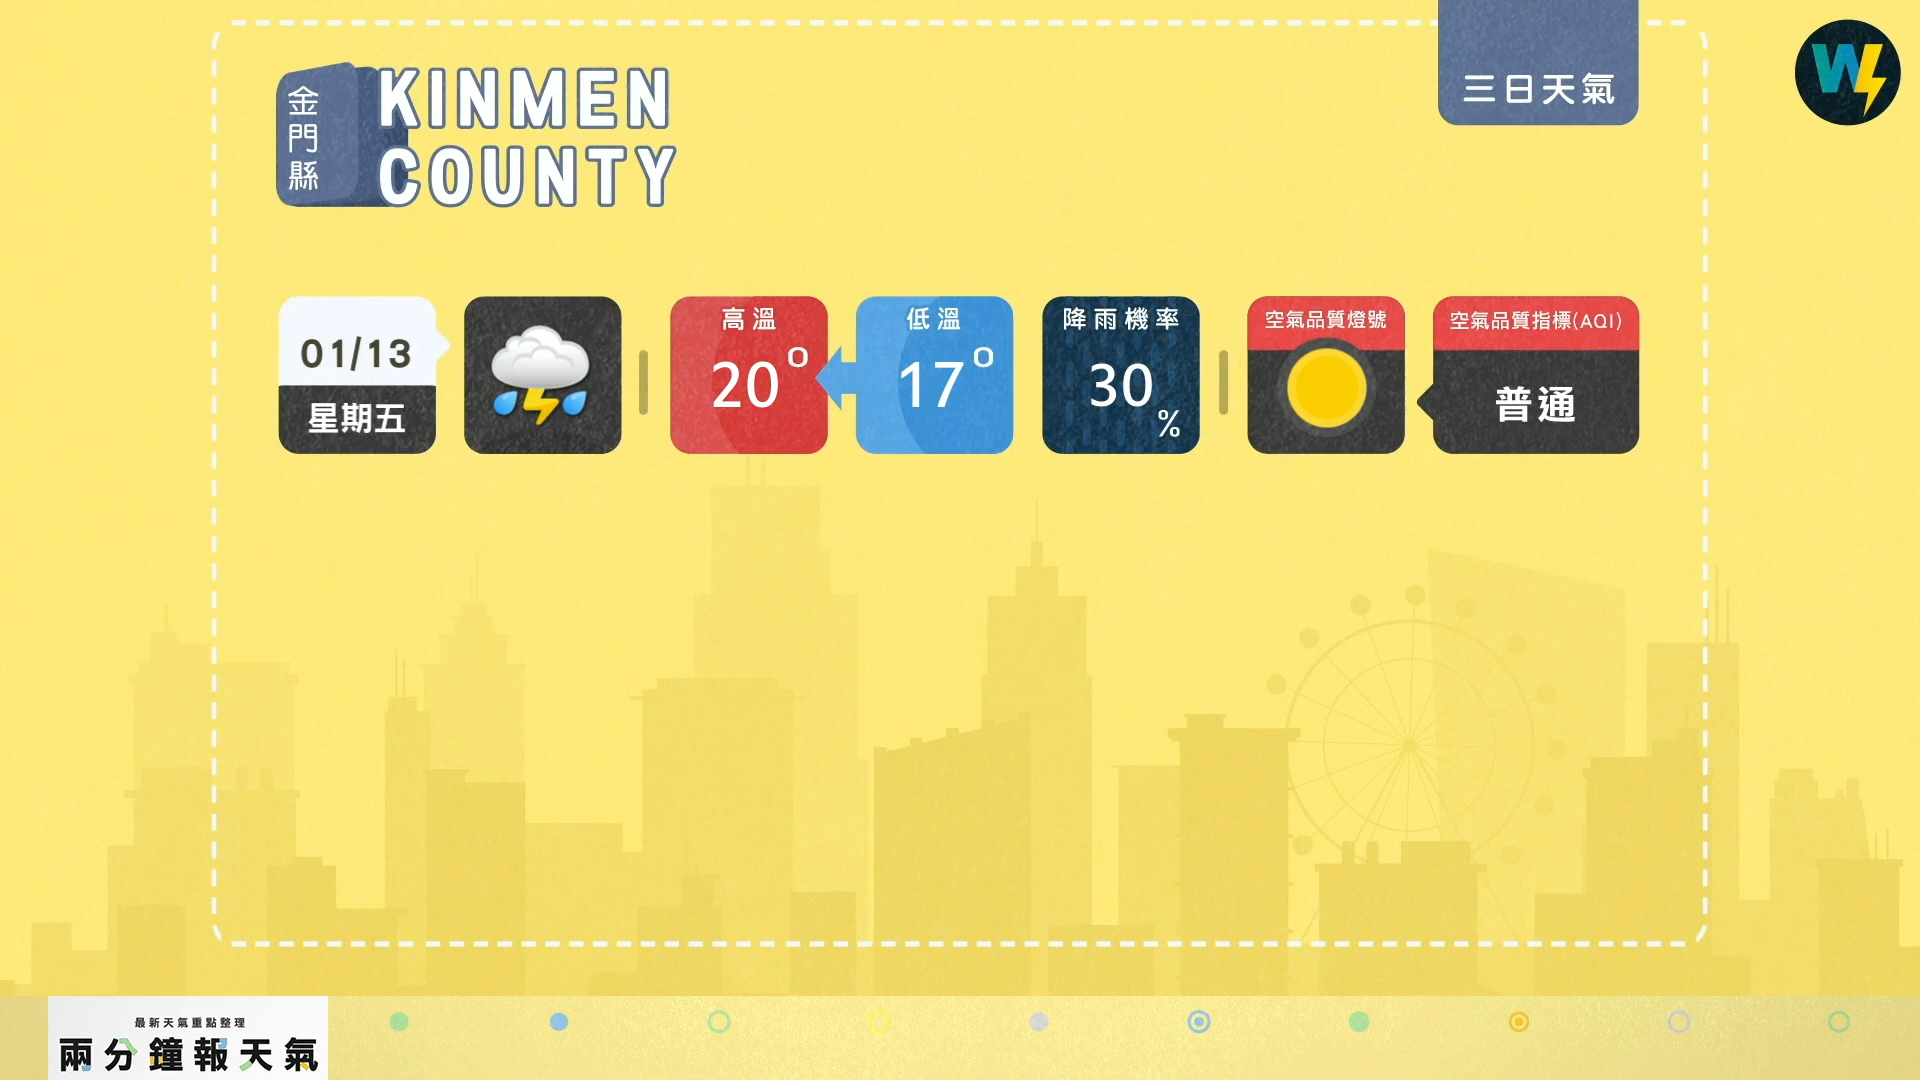 金門縣
KINMEN
COUNTY
三日天氣
W
01/13
星期五
高溫
20°
低溫
17°
降雨機率
30%
空氣品質燈號
空氣品質指標(AQI)
普通
最新天氣重點整理
兩分鐘報天氣